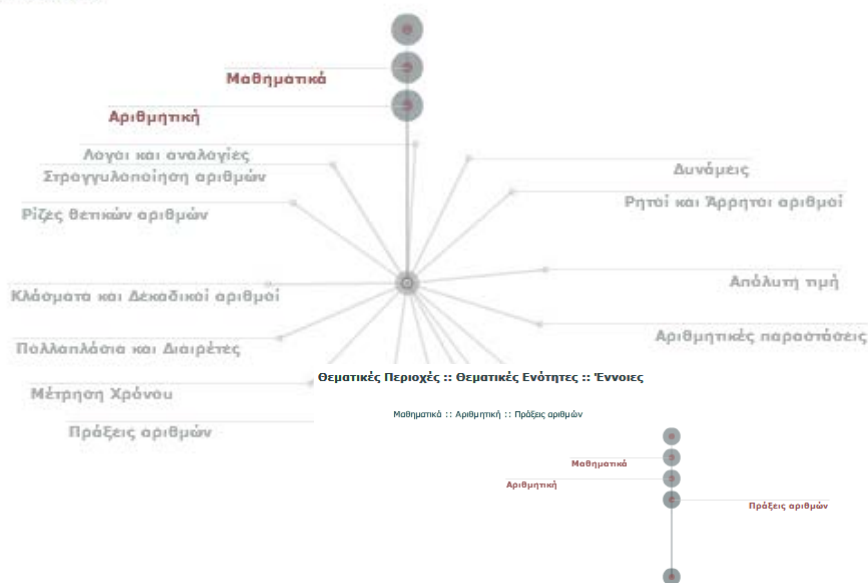 Μαθηματικά
Αριθμητική
Λόγοι και αναλογίες
Στρογγυλοποίηση αριθμών
Δυνάμεις
Ρίζες θετικών αριθμών
Ρητοί και Άρρητοι αριθμοί
Κλάσματα και Δεκαδικοί αριθμοί
Απόλυτη τιμή
Πολλαπλάσια και Διαιρέτες
Αριθμητικές παραστάσεις
Μέτρηση Χρόνου
Πράξεις αριθμών
Θεματικές Περιοχές :: Θεματικές Ενότητες :: Έννοιες
Μαθηματικά :: Αριθμητική :: Πράξεις αριθμών
Μαθηματικά
Αριθμητική
Πράξεις αριθμών